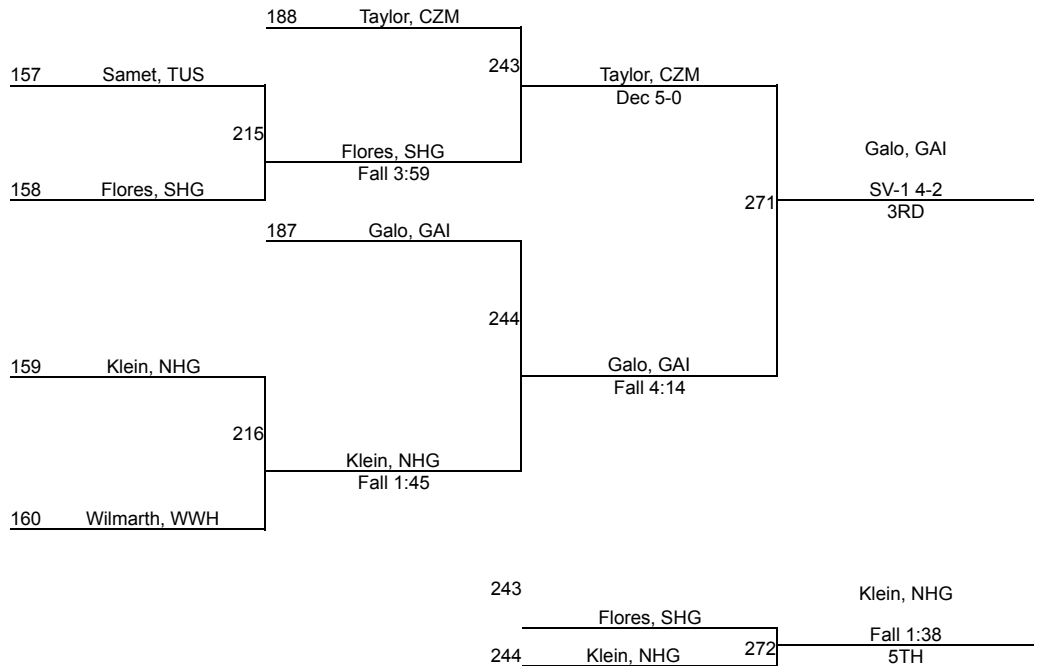 188 Taylor, CZM
157 Samet, TUS
243
Taylor, CZM
Dec 5-0
215
Flores, SHG
Fall 3:59
158 Flores, SHG
Galo, GAI
271
SV-1 4-2
3RD
187 Galo, GAI
244
159 Klein, NHG
Galo, GAI
Fall 4:14
216
Klein, NHG
Fall 1:45
160 Wilmarth, WWH
243
Klein, NHG
Flores, SHG
272
Fall 1:38
5TH
244 Klein, NHG